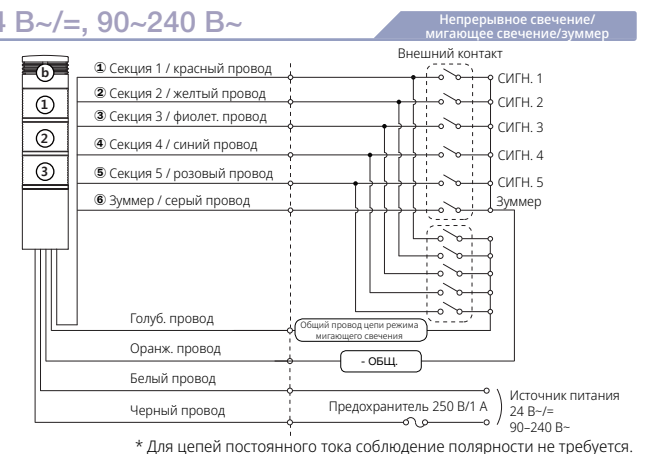 4 В~/=, 90~240 В~
Непрерывное свечение/
мигающее свечение/зуммер
Внешний контакт
b
① Секция 1 / красный провод
СИГН. 1
② Секция 2 / желтый провод
1
СИГН. 2
③ Секция 3 / фиолет. провод
СИГН. 3
2
④ Секция 4 / синий провод
СИГН. 4
3
⑤ Секция 5 / розовый провод
СИГН. 5
⑥ Зуммер / серый провод
Зуммер
Голуб. провод
Общий провод цепи режима
мигающего свечения
Оранж. провод
- ОБЩ.
Белый провод
Черный провод
Предохранитель 250 В/1 А
Источник питания
24 В~/=
90–240 В~
* Для цепей постоянного тока соблюдение полярности не требуется.